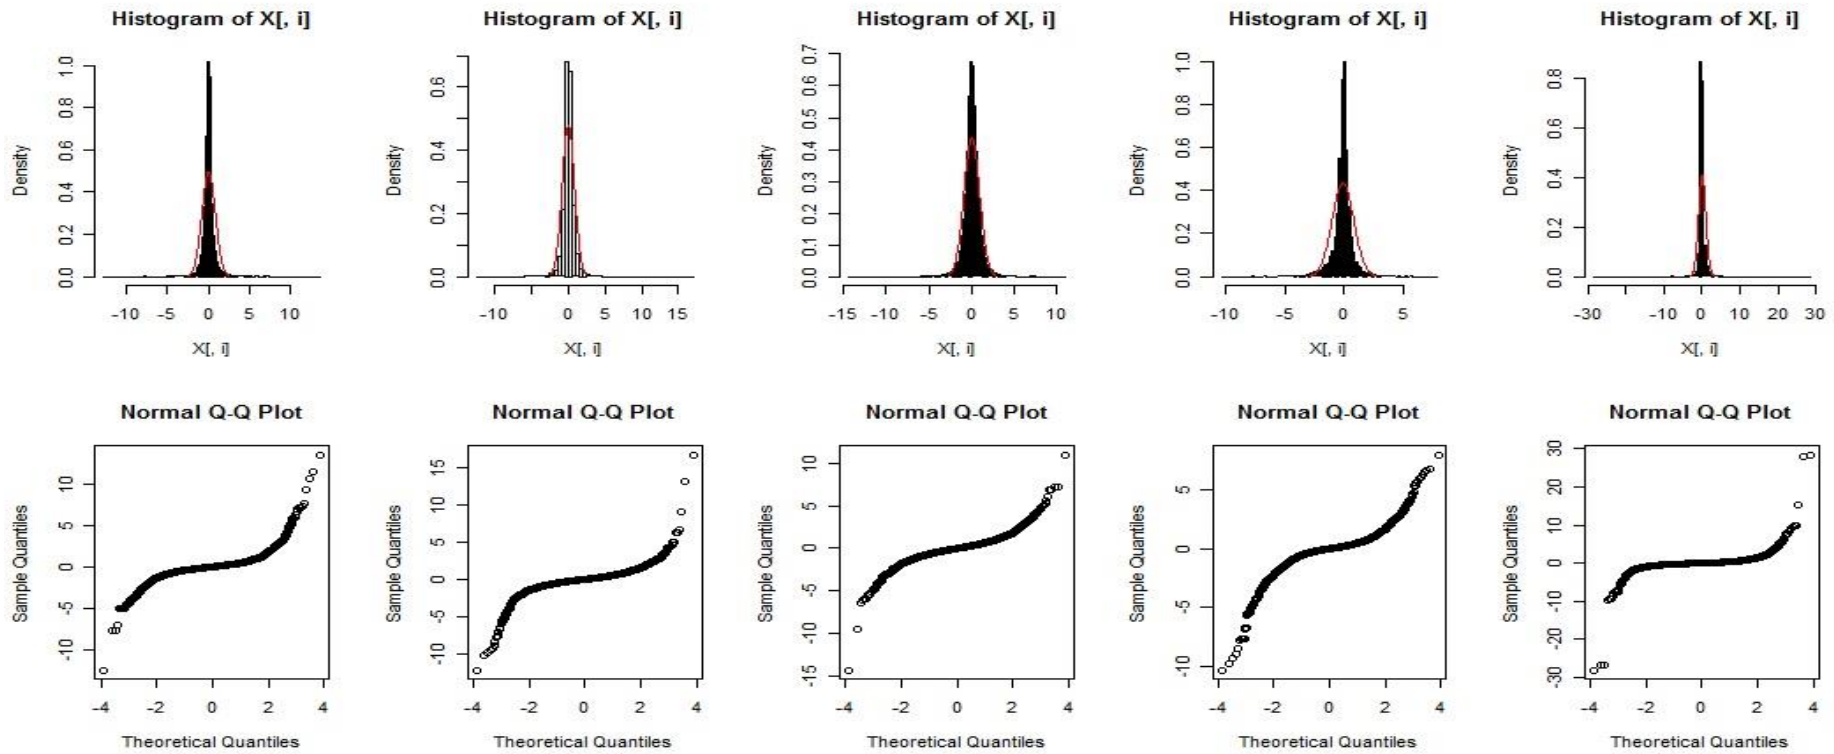 Histogram of X[, i]
Density
0.0 0.2 0.4 0.6 0.8 1.0
-10 -5 0 5 10
X[, i]
Histogram of X[, i]
Density
0.0 0.2 0.4 0.6
-10 0 5 10 15
X[, i]
Histogram of X[, i]
Density
0.0 0.1 0.2 0.3 0.4 0.5 0.6 0.7
-15 -10 -5 0 5 10
X[, i]
Histogram of X[, i]
Density
0.0 0.2 0.4 0.6 0.8 1.0
-10 -5 0 5
X[, i]
Histogram of X[, i]
Density
0.0 0.2 0.4 0.6 0.8
-30 -10 0 10 20 30
X[, i]
Normal Q-Q Plot
Sample Quantiles
-10 -5 0 5 10
-4 -2 0 2 4
Theoretical Quantiles
Normal Q-Q Plot
Sample Quantiles
-10 -5 0 5 10 15
-4 -2 0 2 4
Theoretical Quantiles
Normal Q-Q Plot
Sample Quantiles
-15 -10 -5 0 5 10
-4 -2 0 2 4
Theoretical Quantiles
Normal Q-Q Plot
Sample Quantiles
-10 -5 0 5
-4 -2 0 2 4
Theoretical Quantiles
Normal Q-Q Plot
Sample Quantiles
-30 -20 -10 0 10 20 30
-4 -2 0 2 4
Theoretical Quantiles